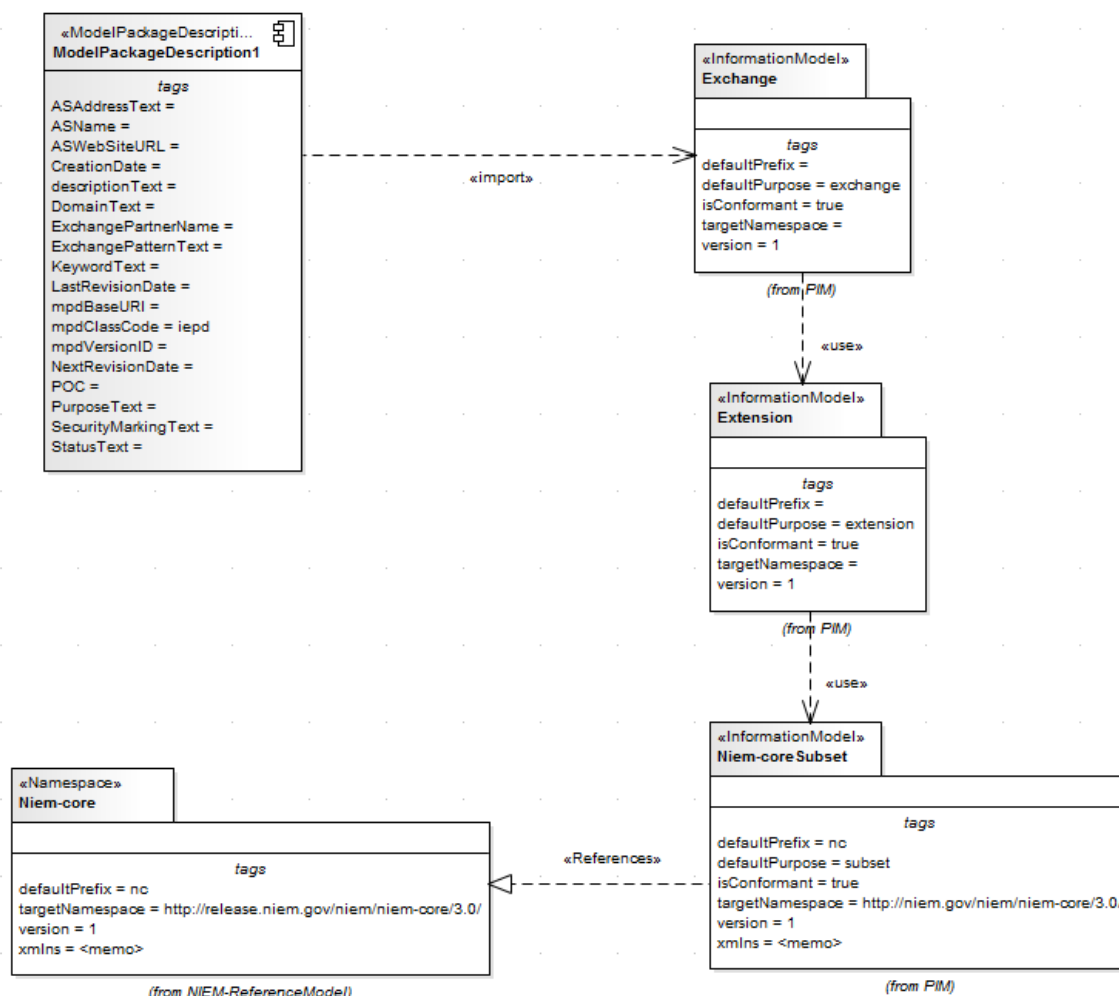 «ModelPackageDescripti...
ModelPackageDescription1
tags
ASAddressText =
ASName =
ASWebSiteURL =
CreationDate =
descriptionText =
DomainText =
ExchangePartnerName =
ExchangePatternText =
KeywordText =
LastRevisionDate =
mpdBaseURI =
mpdClassCode = iepd
mpdVersionID =
NextRevisionDate =
POC =
PurposeText =
SecurityMarkingText =
StatusText =
«import»
«InformationModel»
Exchange
tags
defaultPrefix =
defaultPurpose = exchange
isConformant = true
targetNamespace =
version = 1
(from PIM)
«use»
«InformationModel»
Extension
tags
defaultPrefix =
defaultPurpose = extension
isConformant = true
targetNamespace =
version = 1
(from PIM)
«use»
«InformationModel»
Niem-coreSubset
tags
defaultPrefix = nc
defaultPurpose = subset
isConformant = true
targetNamespace = http://niem.gov/niem/niem-core/3.0/
version = 1
xmlns = <memo>
(from PIM)
«References»
«Namespace»
Niem-core
tags
defaultPrefix = nc
targetNamespace = http://release.niem.gov/niem/niem-core/3.0/
version = 1
xmlns = <memo>
(from NIEM-ReferenceModel)